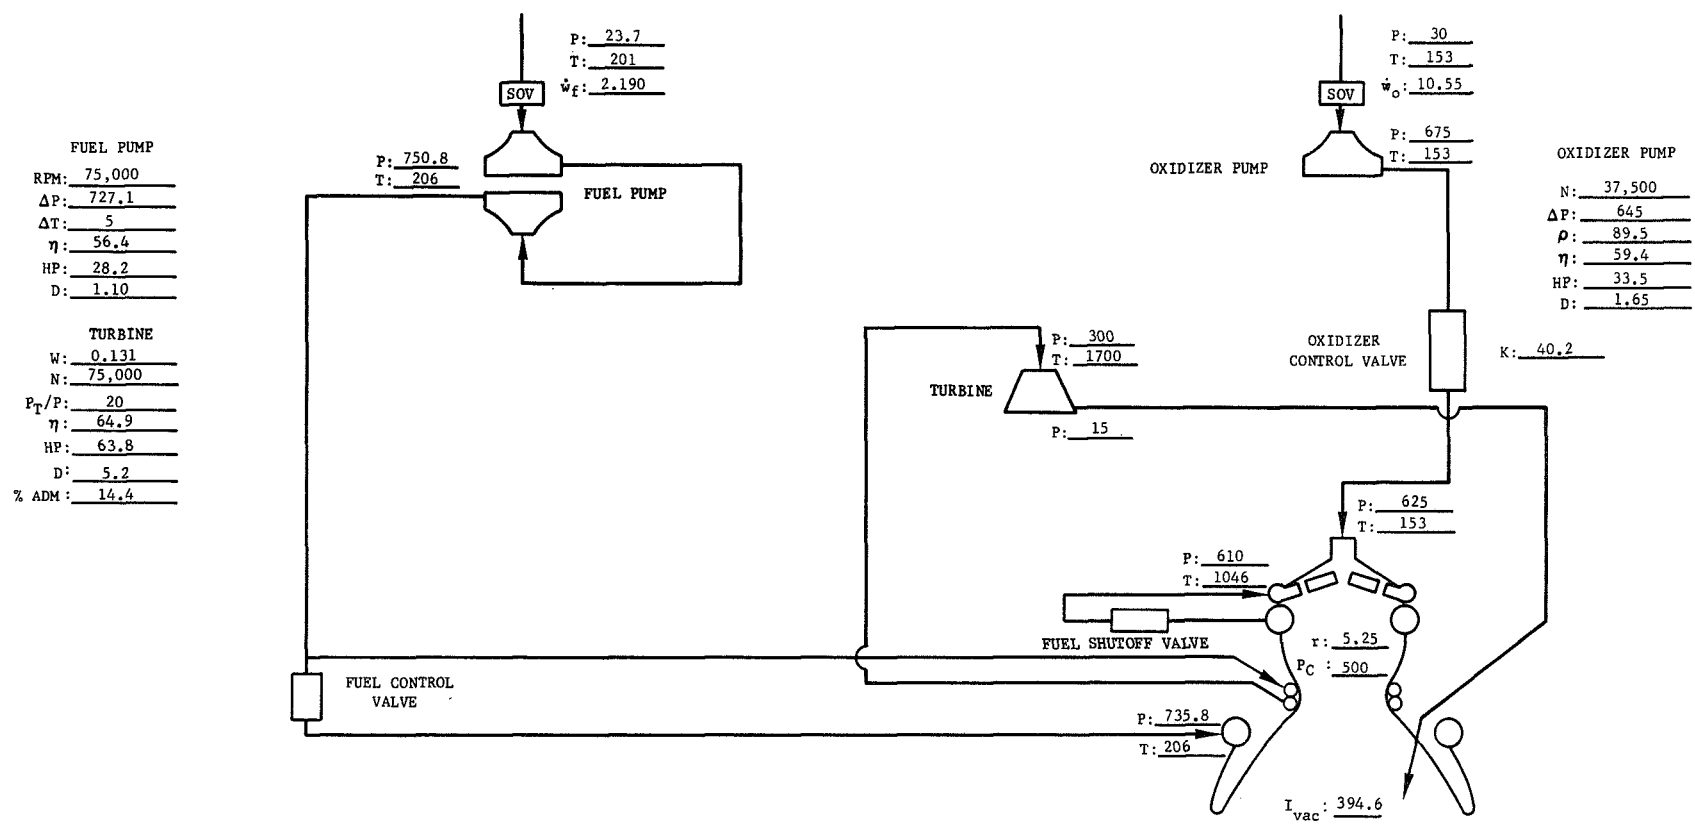 P: 23.7
T: 201
ẇf: 2.190
SOV
P: 30
T: 153
ẇo: 10.55
SOV
FUEL PUMP
RPM: 75,000
ΔP: 727.1
ΔT: 5
η: 56.4
HP: 28.2
D: 1.10
TURBINE
W: 0.131
N: 75,000
PT/P: 20
η: 64.9
HP: 63.8
D: 5.2
% ADM: 14.4
P: 750.8
T: 206
FUEL PUMP
OXIDIZER PUMP
P: 675
T: 153
OXIDIZER PUMP
N: 37,500
ΔP: 645
ρ: 89.5
η: 59.4
HP: 33.5
D: 1.65
P: 300
T: 1700
TURBINE
P: 15
OXIDIZER
CONTROL VALVE
K: 40.2
P: 625
T: 153
P: 610
T: 1046
FUEL SHUTOFF VALVE
r: 5.25
PC: 500
FUEL CONTROL
VALVE
P: 735.8
T: 206
Ivac: 394.6